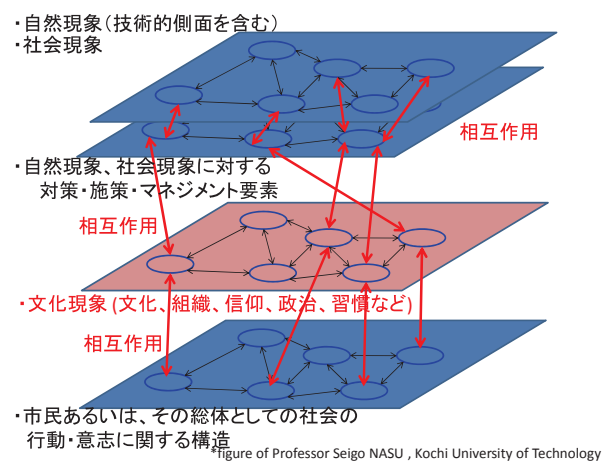 ・自然現象（技術的側面を含む）
・社会現象
相互作用
・自然現象、社会現象に対する
対策・施策・マネジメント要素
相互作用
・文化現象 (文化、組織、信仰、政治、習慣など)
相互作用
・市民あるいは、その総体としての社会の
行動・意志に関する構造
*figure of Professor Seigo NASU , Kochi University of Technology